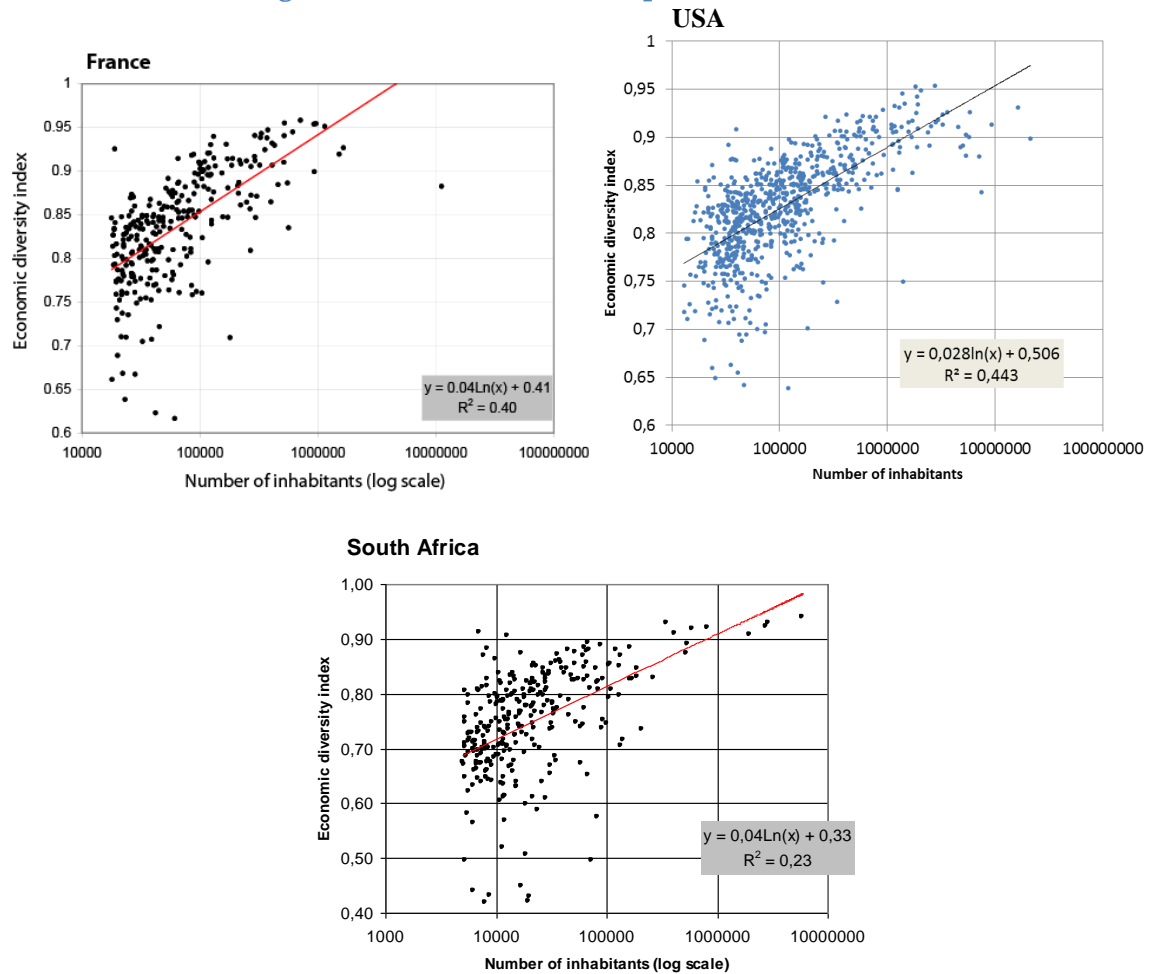 USA
France
1
0.95
0.9
0.85
0.8
0.75
0.7
0.65
0.6
Economic diversity index
10000
100000
1000000
10000000
100000000
Number of inhabitants (log scale)
y = 0.04Ln(x) + 0.41
R² = 0.40
1
0,95
0,9
0,85
0,8
0,75
0,7
0,65
0,6
Economic diversity index
10000
100000
1000000
10000000
100000000
Number of inhabitants
y = 0,028ln(x) + 0,506
R² = 0,443
South Africa
1,00
0,90
0,80
0,70
0,60
0,50
0,40
Economic diversity index
1000
10000
100000
1000000
10000000
Number of inhabitants (log scale)
y = 0,04Ln(x) + 0,33
R² = 0,23